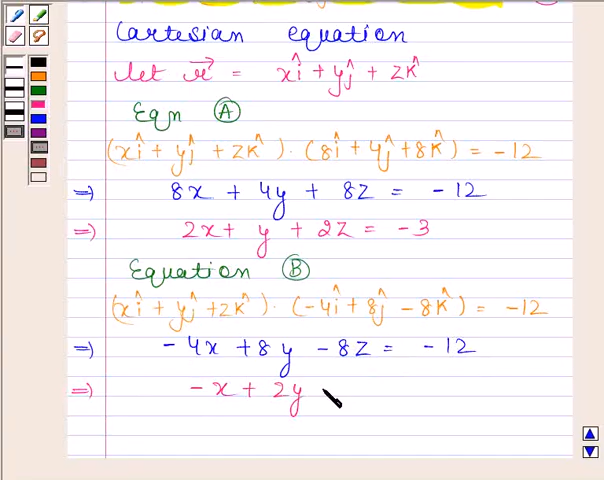 Cartesian equation
let r⃗ = xî + yĵ + zk̂
Eqn Ⓐ
(xî + yĵ + zk̂) · (8î + 4ĵ + 8k̂) = -12
⇒ 8x + 4y + 8z = -12
⇒ 2x + y + 2z = -3
Equation Ⓑ
(xî + yĵ + zk̂) · (-4î + 8ĵ - 8k̂) = -12
⇒ -4x + 8y - 8z = -12
⇒ -x + 2y